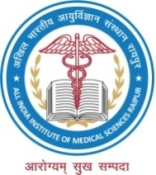 अखिल भारतीय आयुर्विज्ञान संस्थान रायपुर
ALL INDIA INSTITUTE OF MEDICAL SCIENCES RAIPUR
आरोग्यम् सुख सम्पदा